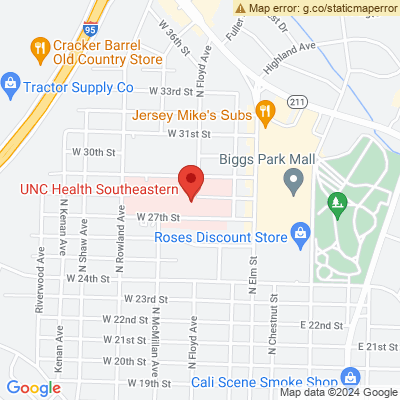 Map error: g.co/staticmaperror
95
W 36th St
Fuller
Highland Ave
Cracker Barrel
Old Country Store
N Floyd Ave
Tractor Supply Co
W 33rd St
211
Jersey Mike's Subs
W 31st St
W 30th St
Biggs Park Mall
UNC Health Southeastern
W 27th St
N Kenan Ave
N Shaw Ave
N Rowland Ave
Roses Discount Store
Riverwood Ave
W 24th St
N Elm St
W 23rd St
N Chestnut St
W 22nd St
E 22nd St
Kenan Ave
N McMillan Ave
N Floyd Ave
W 21st St
E 21st St
W 20th St
W 19th St
Cali Scene Smoke Shop
Google
Map data ©2024 Google